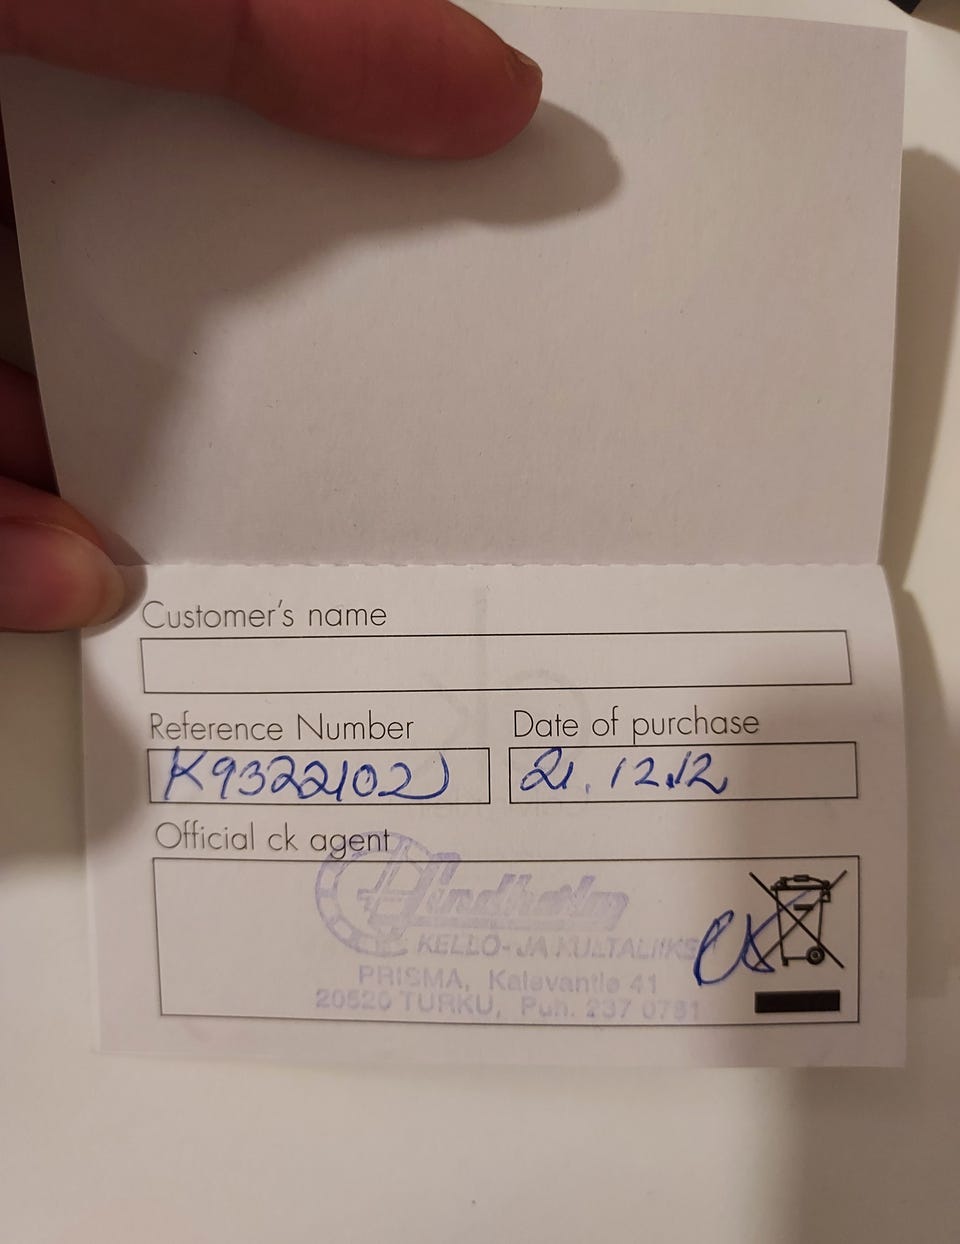 Customer's name
Reference Number
Date of purchase
K9322102
21.12.12
Official ck agent
Lindholm
KELLO- JA KULTALIIKE
PRISMA, Kalevantie 41
20520 TURKU, Puh. 237 0781